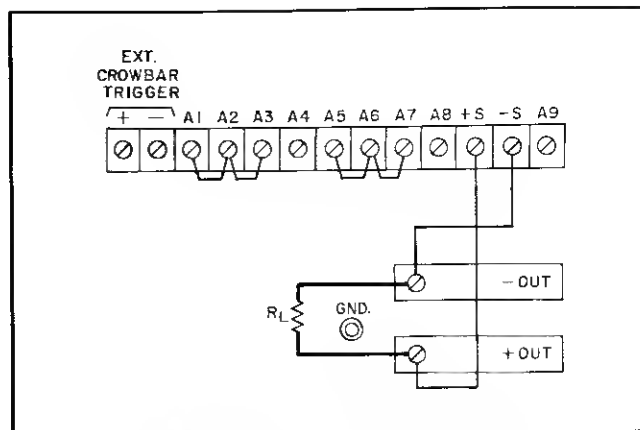 EXT.
CROWBAR
TRIGGER
+ − A1 A2 A3 A4 A5 A6 A7 A8 +S -S A9
− OUT
RL GND.
+ OUT